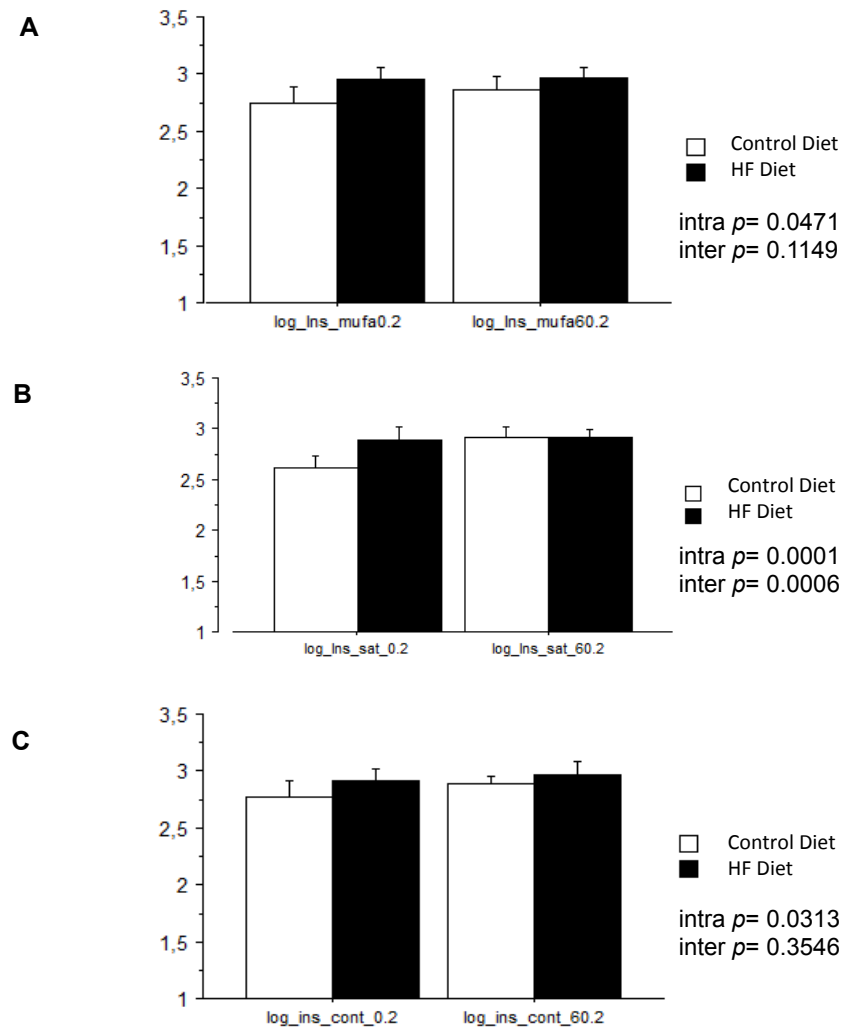 A
3,5
3
2,5
2
1,5
1
log_Ins_mufa0.2
log_Ins_mufa60.2
Control Diet
HF Diet
intra p= 0.0471
inter p= 0.1149
B
3,5
3
2,5
2
1,5
1
log_Ins_sat_0.2
log_Ins_sat_60.2
Control Diet
HF Diet
intra p= 0.0001
inter p= 0.0006
C
3,5
3
2,5
2
1,5
1
log_ins_cont_0.2
log_ins_cont_60.2
Control Diet
HF Diet
intra p= 0.0313
inter p= 0.3546